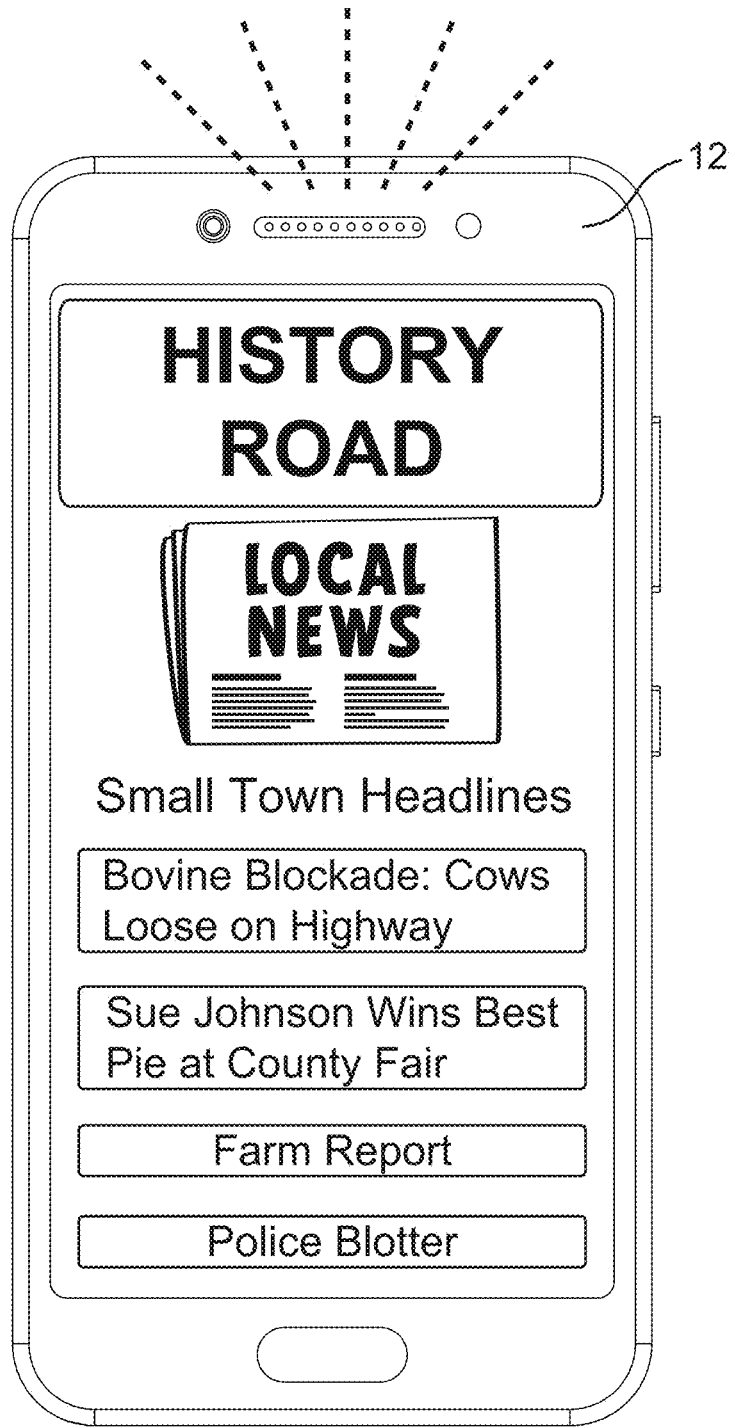 12
HISTORY
ROAD
LOCAL
NEWS
Small Town Headlines
Bovine Blockade: Cows
Loose on Highway
Sue Johnson Wins Best
Pie at County Fair
Farm Report
Police Blotter